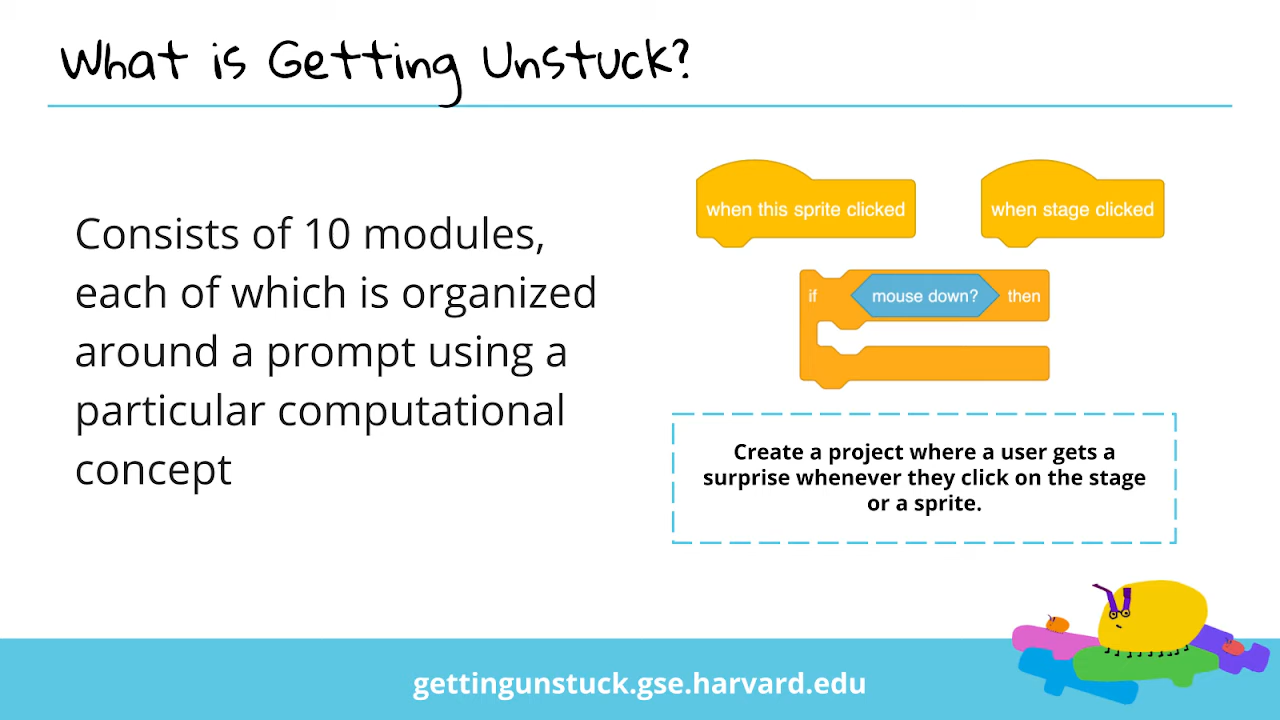 What is Getting Unstuck?
Consists of 10 modules,
each of which is organized
around a prompt using a
particular computational
concept
when this sprite clicked
when stage clicked
if mouse down? then
Create a project where a user gets a
surprise whenever they click on the stage
or a sprite.
gettingunstuck.gse.harvard.edu